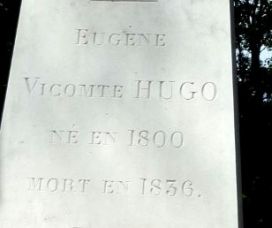 EUGÈNE
VICOMTE HUGO
NÉ EN 1800
MORT EN 1836.